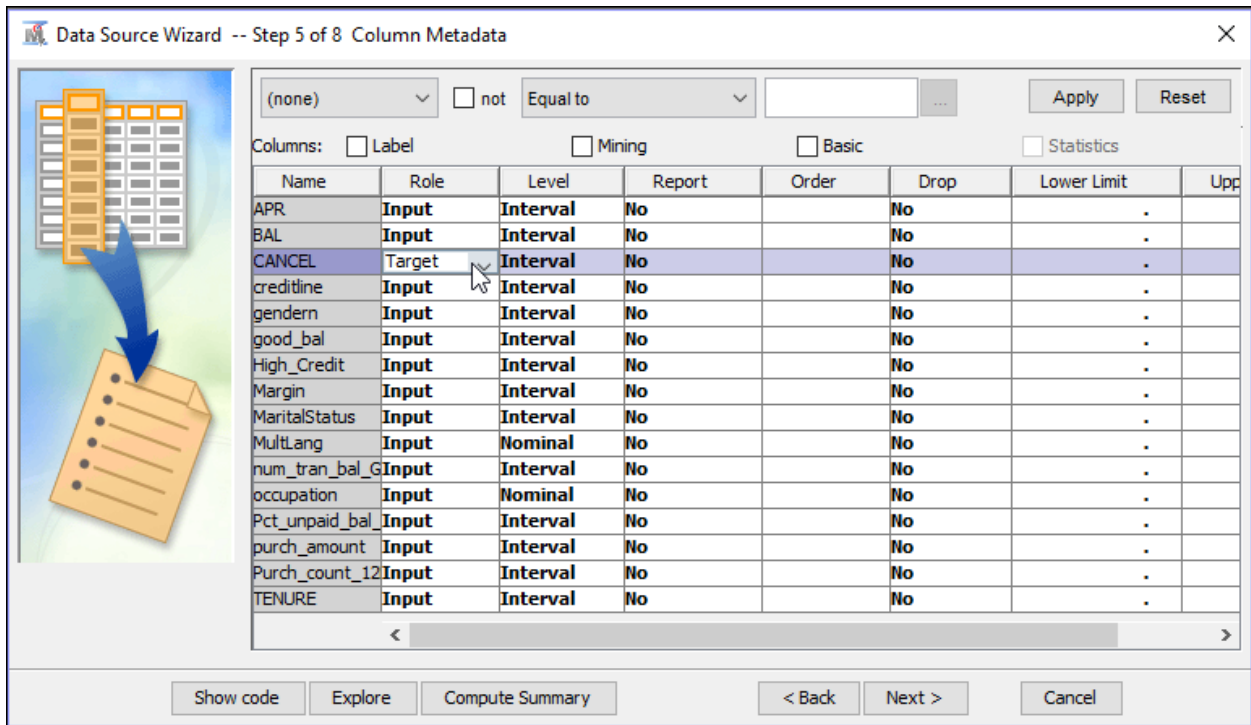 Data Source Wizard -- Step 5 of 8 Column Metadata
(none) not Equal to ... Apply Reset
Columns: Label Mining Basic Statistics
Name Role Level Report Order Drop Lower Limit Upp
APR Input Interval No No .
BAL Input Interval No No .
CANCEL Target Interval No No .
creditline Input Interval No No .
gendern Input Interval No No .
good_bal Input Interval No No .
High_Credit Input Interval No No .
Margin Input Interval No No .
MaritalStatus Input Interval No No .
MultLang Input Nominal No No .
num_tran_bal_G Input Interval No No .
occupation Input Nominal No No .
Pct_unpaid_bal_ Input Interval No No .
purch_amount Input Interval No No .
Purch_count_12 Input Interval No No .
TENURE Input Interval No No .
Show code Explore Compute Summary < Back Next > Cancel